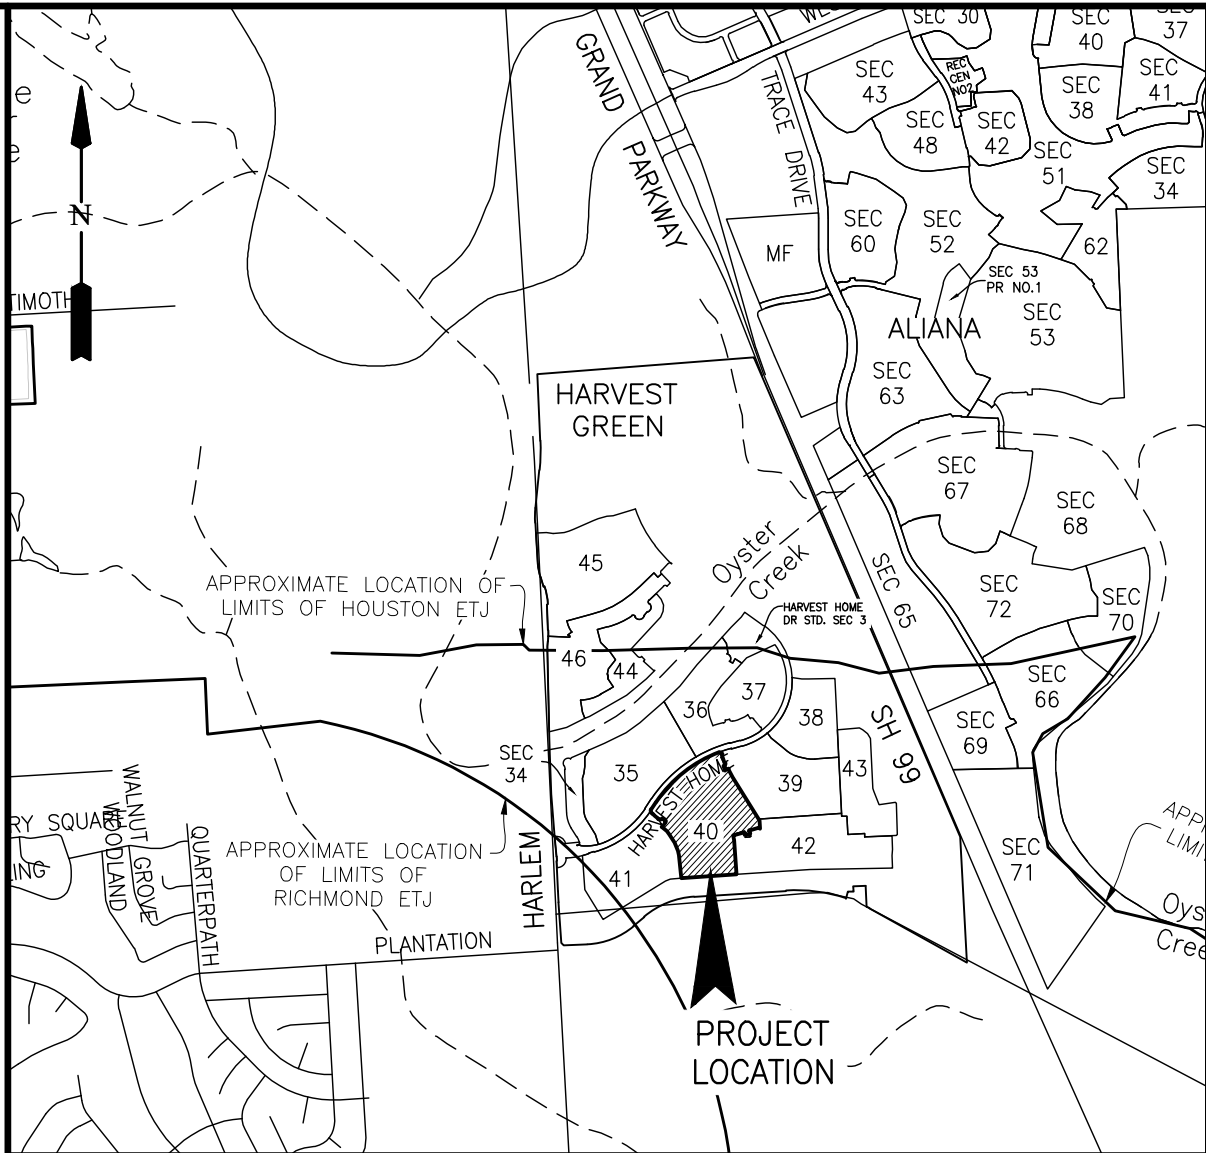 GRAND PARKWAY
TRACE DRIVE
SEC 30
SEC
40
37
SEC
43
REC
CEN
NO2
SEC
38
SEC
41
SEC
48
SEC
42
SEC
51
SEC
34
N
MF
SEC
60
SEC
52
62
SEC 53
PR NO.1
SEC
53
ALIANA
TIMOTH
HARVEST
GREEN
SEC
63
SEC
67
SEC
68
45
Oyster
Creek
APPROXIMATE LOCATION OF
LIMITS OF HOUSTON ETJ
HARVEST HOME
DR STD. SEC 3
SEC 65
SEC
72
SEC
70
46
44
37
36
38
SEC
66
SH 99
SEC
69
SEC
34
35
39
43
HARVEST HOME
40
42
41
SEC
71
WALNUT GROVE
WOODLAND
RY SQUARE
LING
QUARTERPATH
APPROXIMATE LOCATION
OF LIMITS OF
RICHMOND ETJ
HARLEM
PLANTATION
APP
LIMI
Oys
Cree
PROJECT
LOCATION